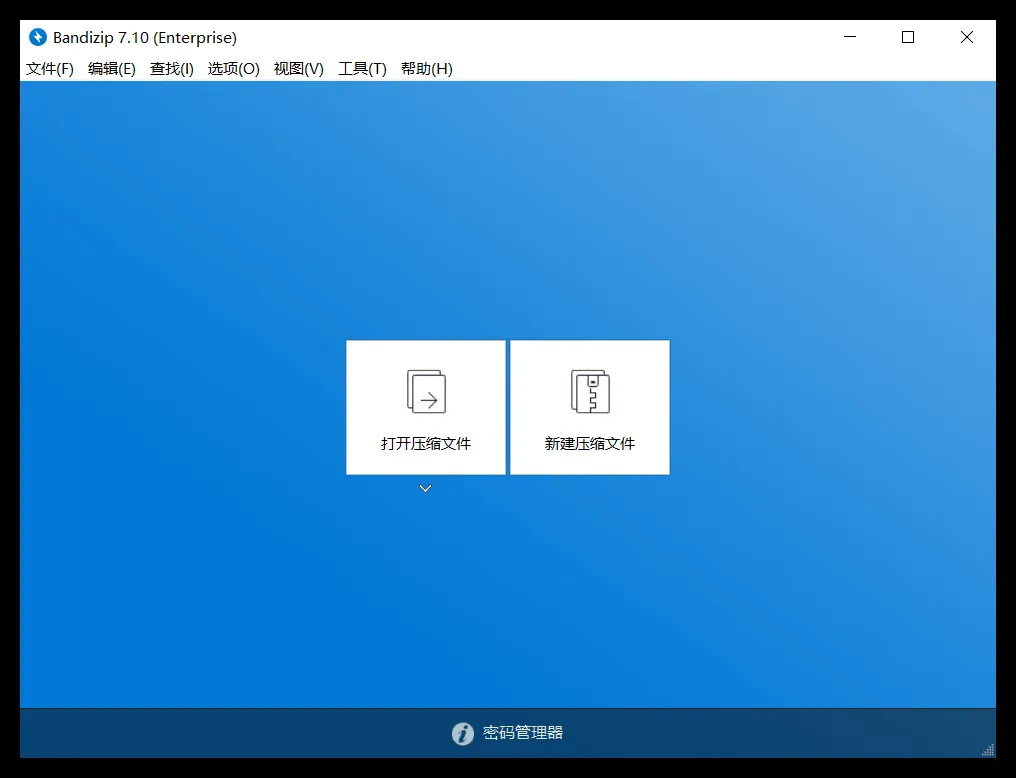 Bandizip 7.10 (Enterprise)
文件(F) 编辑(E) 查找(I) 选项(O) 视图(V) 工具(T) 帮助(H)
打开压缩文件 新建压缩文件
密码管理器